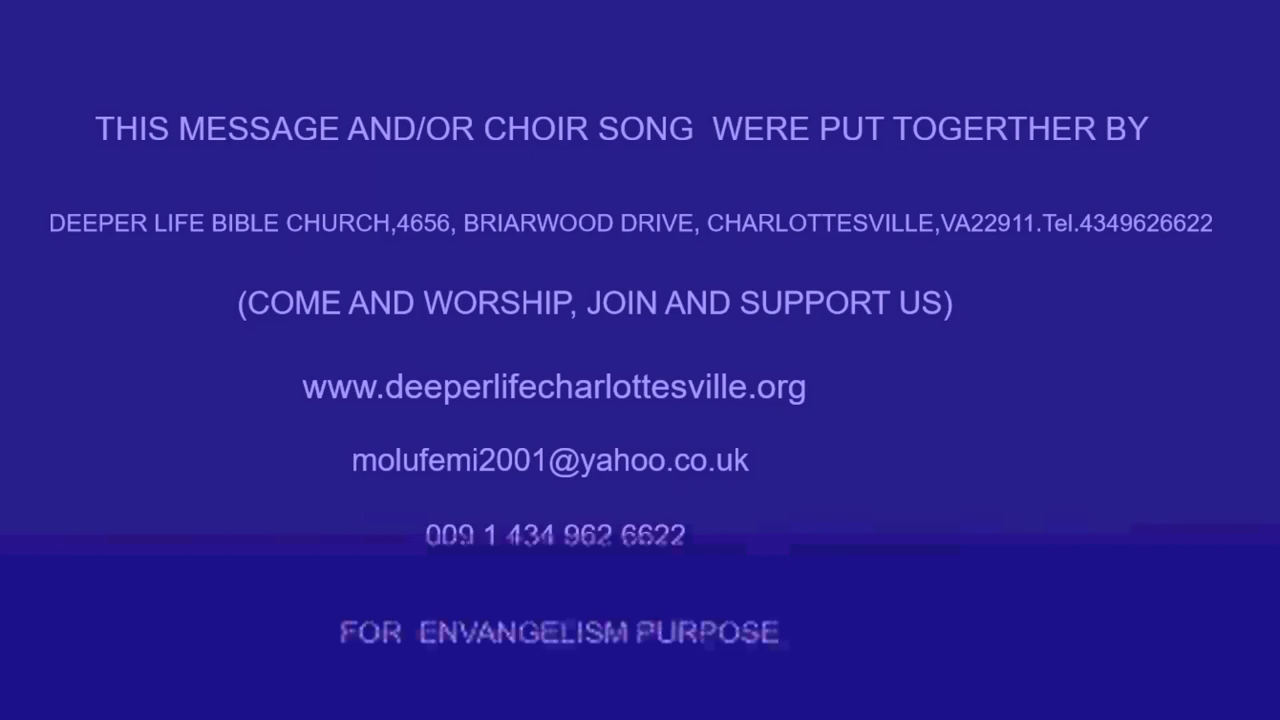 THIS MESSAGE AND/OR CHOIR SONG  WERE PUT TOGERTHER BY
DEEPER LIFE BIBLE CHURCH,4656, BRIARWOOD DRIVE, CHARLOTTESVILLE,VA22911.Tel.4349626622
(COME AND WORSHIP, JOIN AND SUPPORT US)
www.deeperlifecharlottesville.org
molufemi2001@yahoo.co.uk
009 1 434 962 6622
FOR  ENVANGELISM PURPOSE